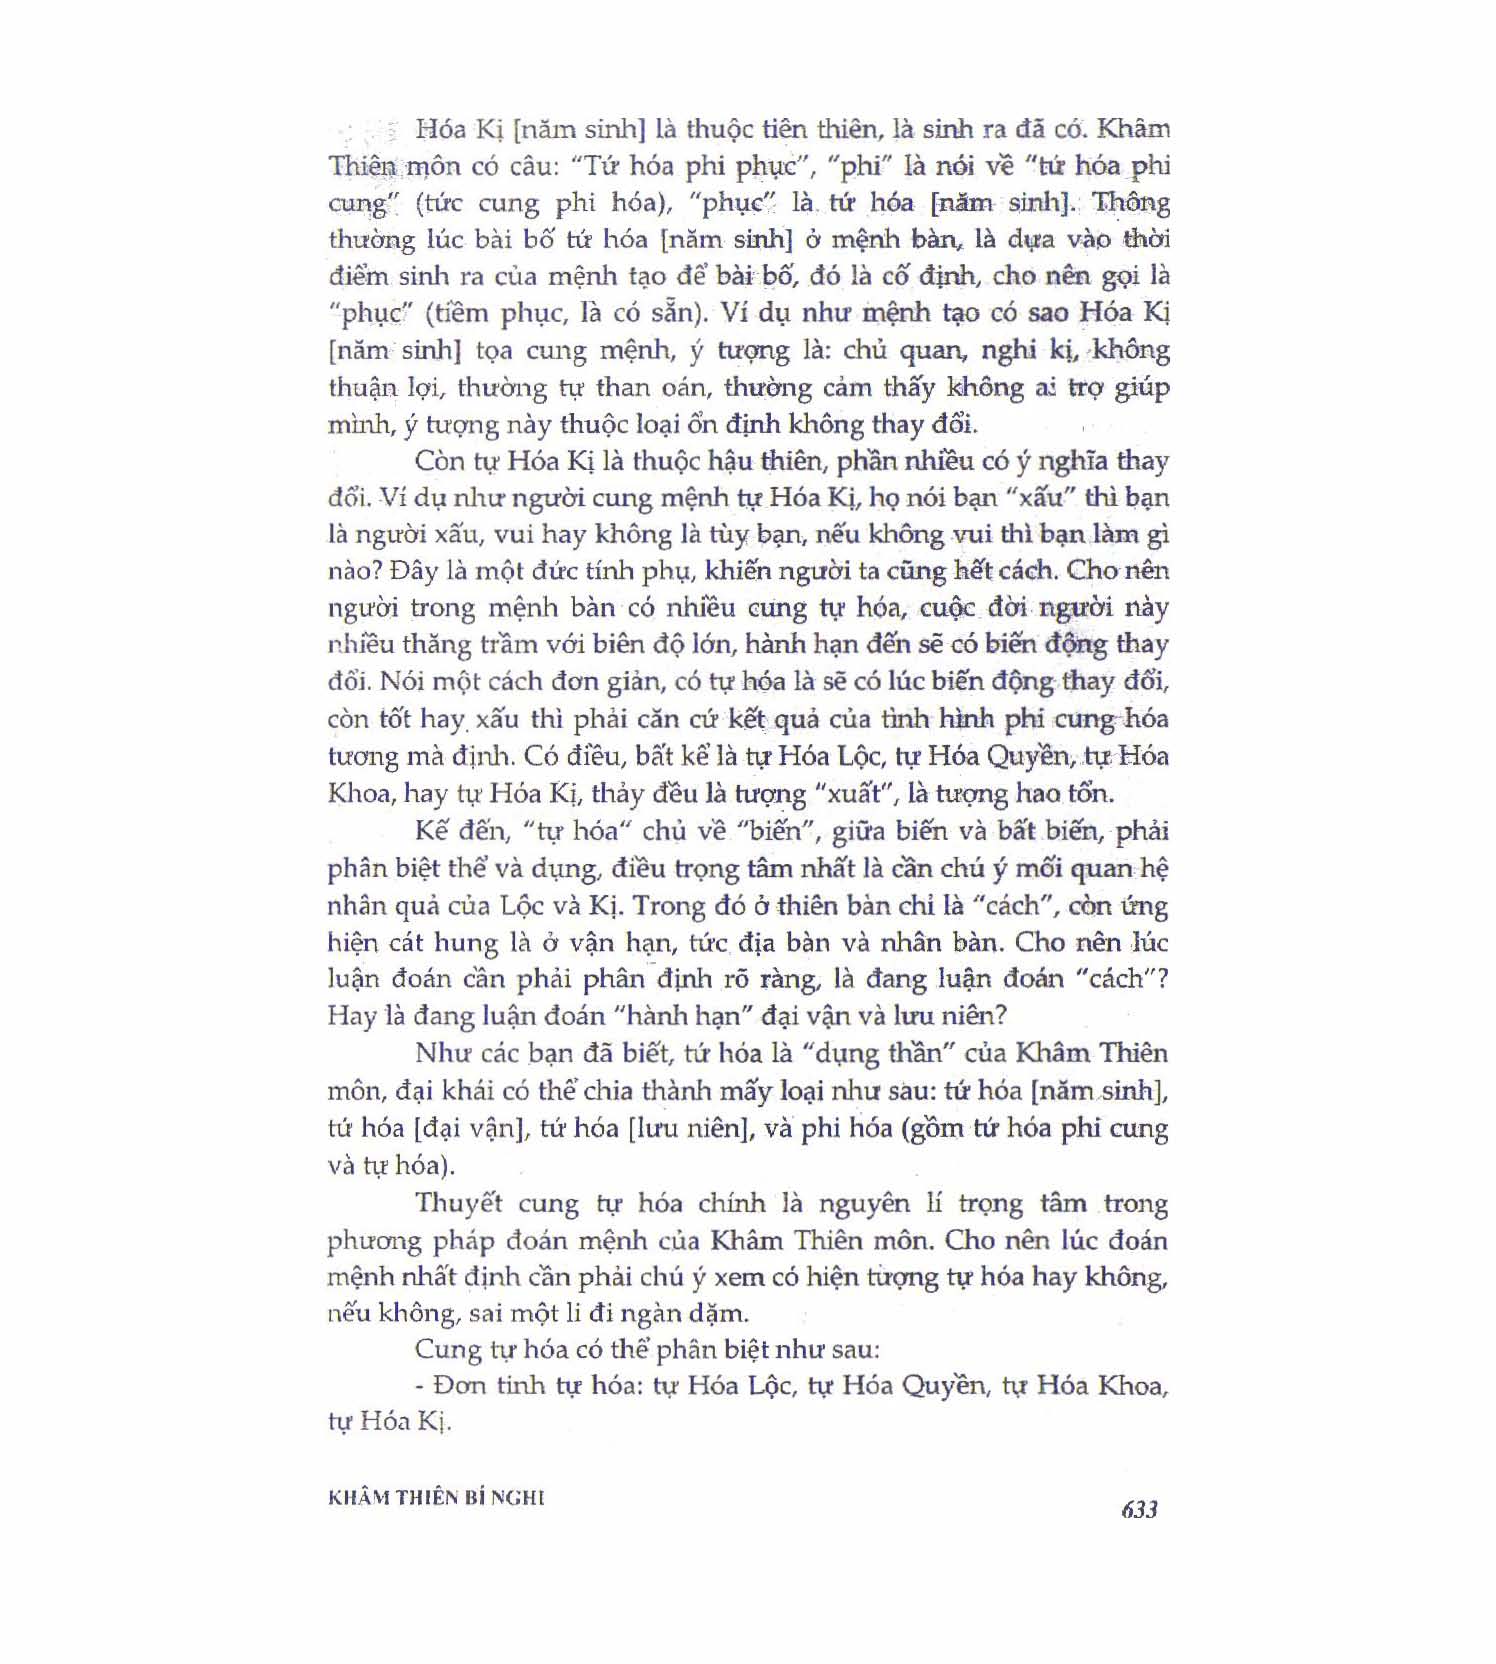 Hóa Kị [năm sinh] là thuộc tiên thiên, là sinh ra đã có. Khâm
Thiên môn có câu: "Tứ hóa phi phục", "phi" là nói về "tứ hóa phi
cung" (tức cung phi hóa), "phục" là tứ hóa [năm sinh]. Thông
thường lúc bài bố tứ hóa [năm sinh] ở mệnh bàn, là dựa vào thời
điểm sinh ra của mệnh tạo để bài bố, đó là cố định, cho nên gọi là
"phục" (tiềm phục, là có sẵn). Ví dụ như mệnh tạo có sao Hóa Kị
[năm sinh] tọa cung mệnh, ý tượng là: chủ quan, nghi kị, không
thuận lợi, thường tự than oán, thường cảm thấy không ai trợ giúp
mình, ý tượng này thuộc loại ổn định không thay đổi.
Còn tự Hóa Kị là thuộc hậu thiên, phần nhiều có ý nghĩa thay
đổi. Ví dụ như người cung mệnh tự Hóa Kị, họ nói bạn "xấu" thì bạn
là người xấu, vui hay không là tùy bạn, nếu không vui thì bạn làm gì
nào? Đây là một đức tính phụ, khiến người ta cũng hết cách. Cho nên
người trong mệnh bàn có nhiều cung tự hóa, cuộc đời người này
nhiều thăng trầm với biên độ lớn, hành hạn đến sẽ có biến động thay
đổi. Nói một cách đơn giản, có tự hóa là sẽ có lúc biến động thay đổi,
còn tốt hay xấu thì phải căn cứ kết quả của tình hình phi cung hóa
tương mà định. Có điều, bất kể là tự Hóa Lộc, tự Hóa Quyền, tự Hóa
Khoa, hay tự Hóa Kị, thảy đều là tượng "xuất", là tượng hao tổn.
Kế đến, "tự hóa" chủ về "biến", giữa biến và bất biến, phải
phân biệt thể và dụng, điều trọng tâm nhất là cần chú ý mối quan hệ
nhân quả của Lộc và Kị. Trong đó ở thiên bàn chỉ là "cách", còn ứng
hiện cát hung là ở vận hạn, tức địa bàn và nhân bàn. Cho nên lúc
luận đoán cần phải phân định rõ ràng, là đang luận đoán "cách"?
Hay là đang luận đoán "hành hạn" đại vận và lưu niên?
Như các bạn đã biết, tứ hóa là "dụng thần" của Khâm Thiên
môn, đại khái có thể chia thành mấy loại như sau: tứ hóa [năm sinh],
tứ hóa [đại vận], tứ hóa [lưu niên], và phi hóa (gồm tứ hóa phi cung
và tự hóa).
Thuyết cung tự hóa chính là nguyên lí trọng tâm trong
phương pháp đoán mệnh của Khâm Thiên môn. Cho nên lúc đoán
mệnh nhất định cần phải chú ý xem có hiện tượng tự hóa hay không,
nếu không, sai một li đi ngàn dặm.
Cung tự hóa có thể phân biệt như sau:
- Đơn tinh tự hóa: tự Hóa Lộc, tự Hóa Quyền, tự Hóa Khoa,
tự Hóa Kị.
KHÂM THIÊN BÍ NGHI
633